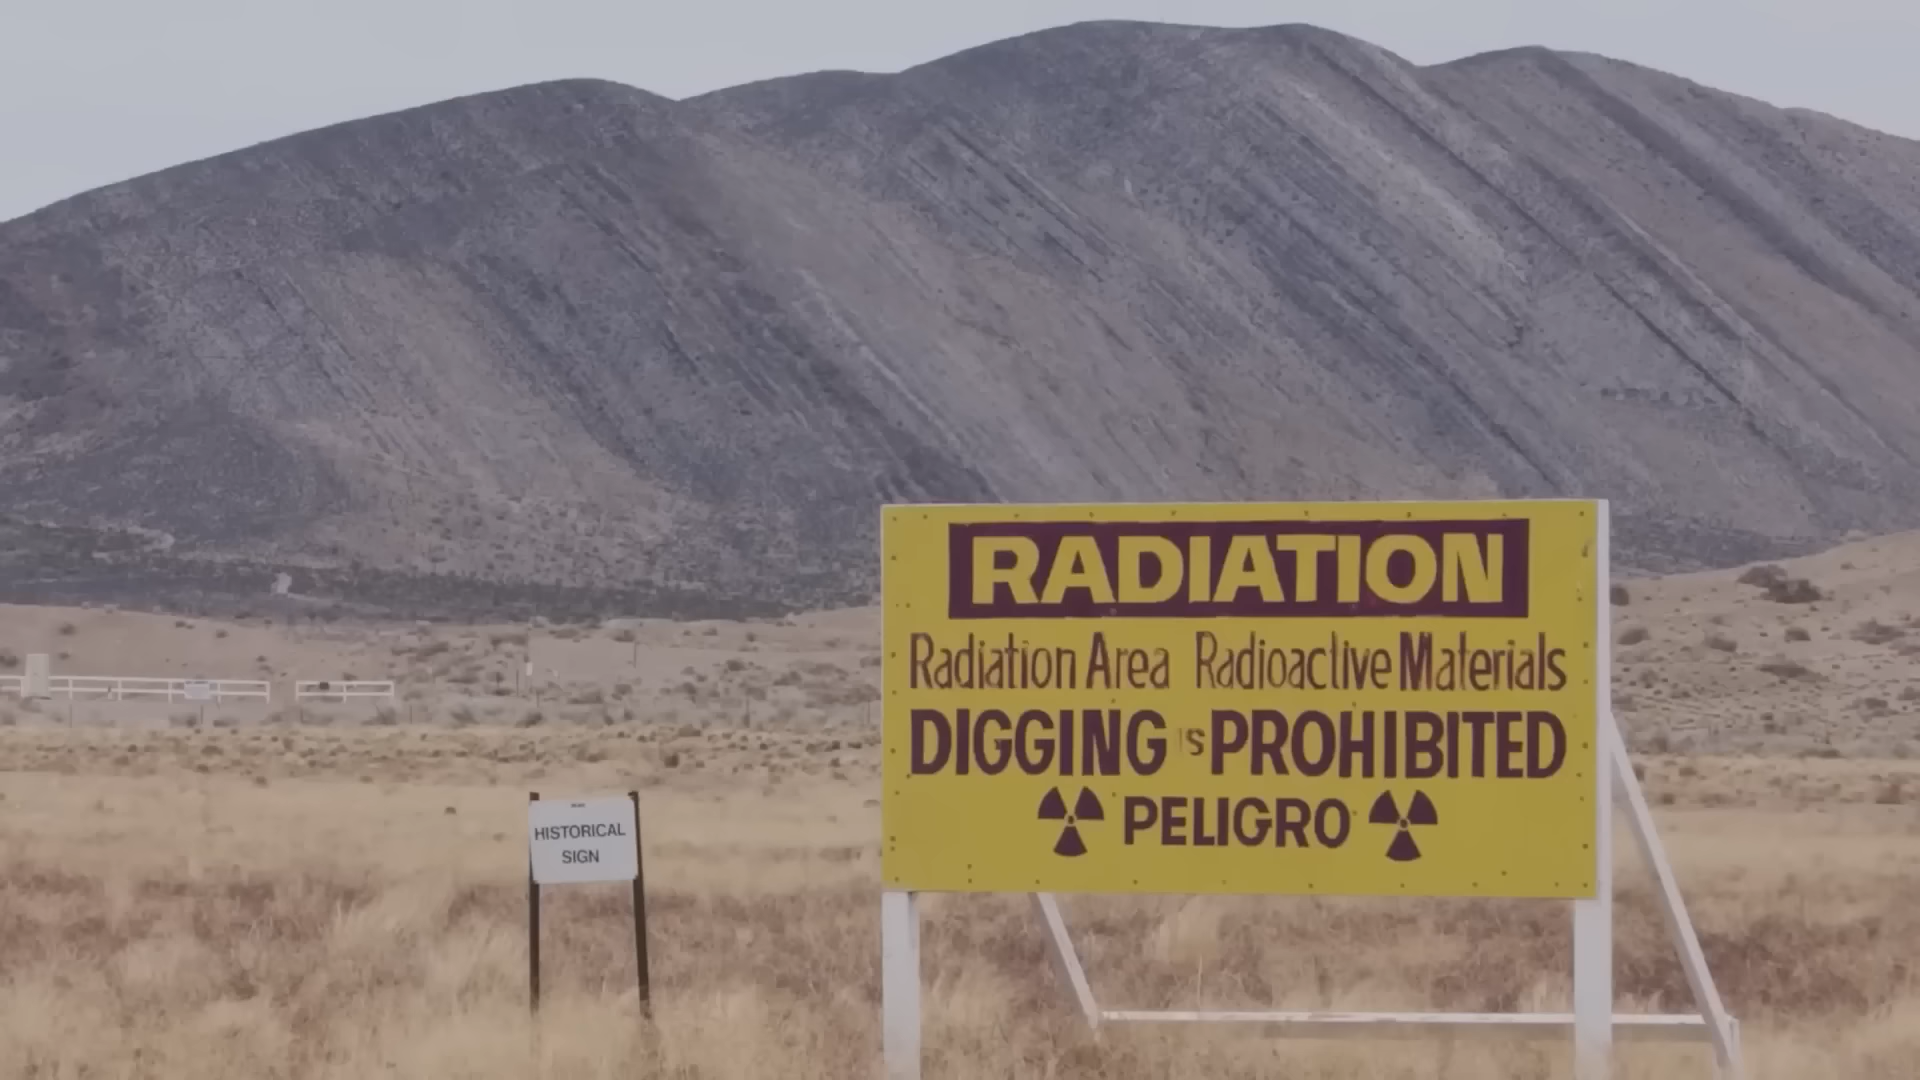 RADIATION
Radiation Area Radioactive Materials
DIGGING is PROHIBITED
PELIGRO
HISTORICAL
SIGN